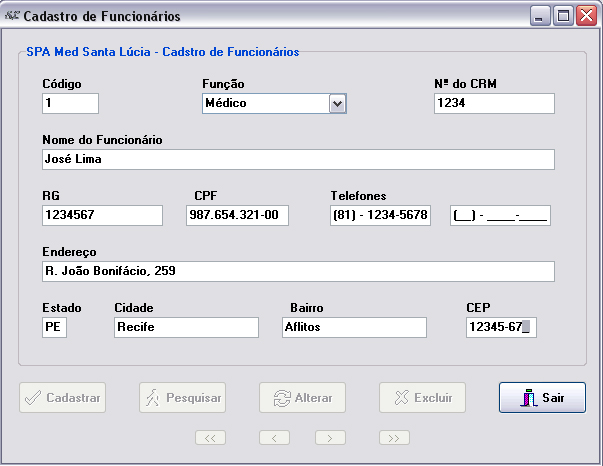 Cadastro de Funcionários
SPA Med Santa Lúcia - Cadstro de Funcionários
Código Função Nº do CRM
1 Médico 1234
Nome do Funcionário
José Lima
RG CPF Telefones
1234567 987.654.321-00 (81) - 1234-5678 (__) - ____-____
Endereço
R. João Bonifácio, 259
Estado Cidade Bairro CEP
PE Recife Aflitos 12345-67_
Cadastrar Pesquisar Alterar Excluir Sair
<< < > >>